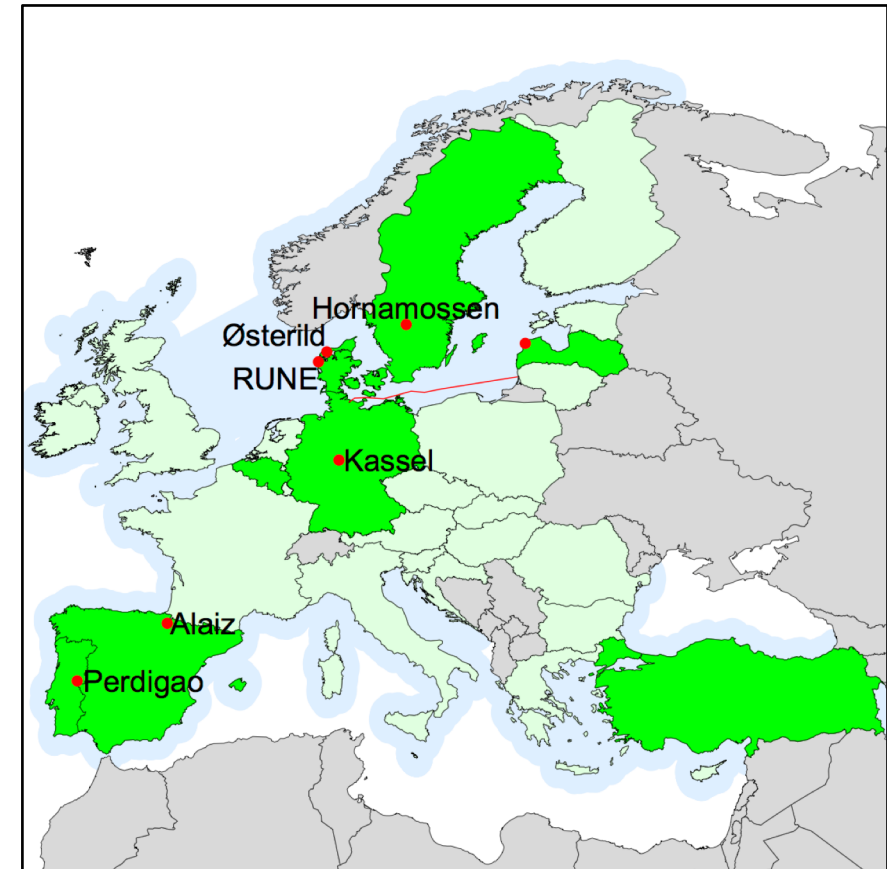 Hornamossen
Østerild
RUNE
Kassel
Alaiz
Perdigao